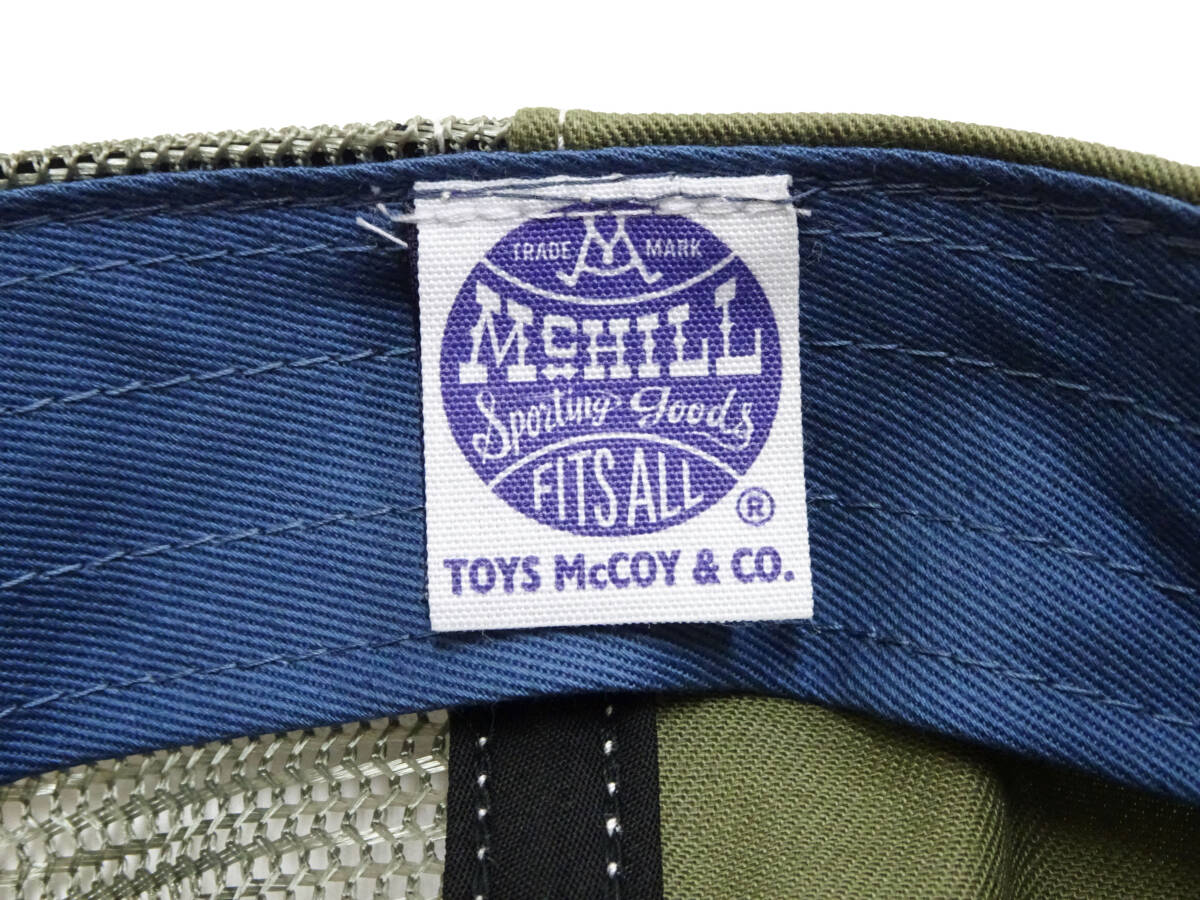 TRADE M MARK
McHILL
Sporting Goods
FITS ALL
®
TOYS McCOY & CO.